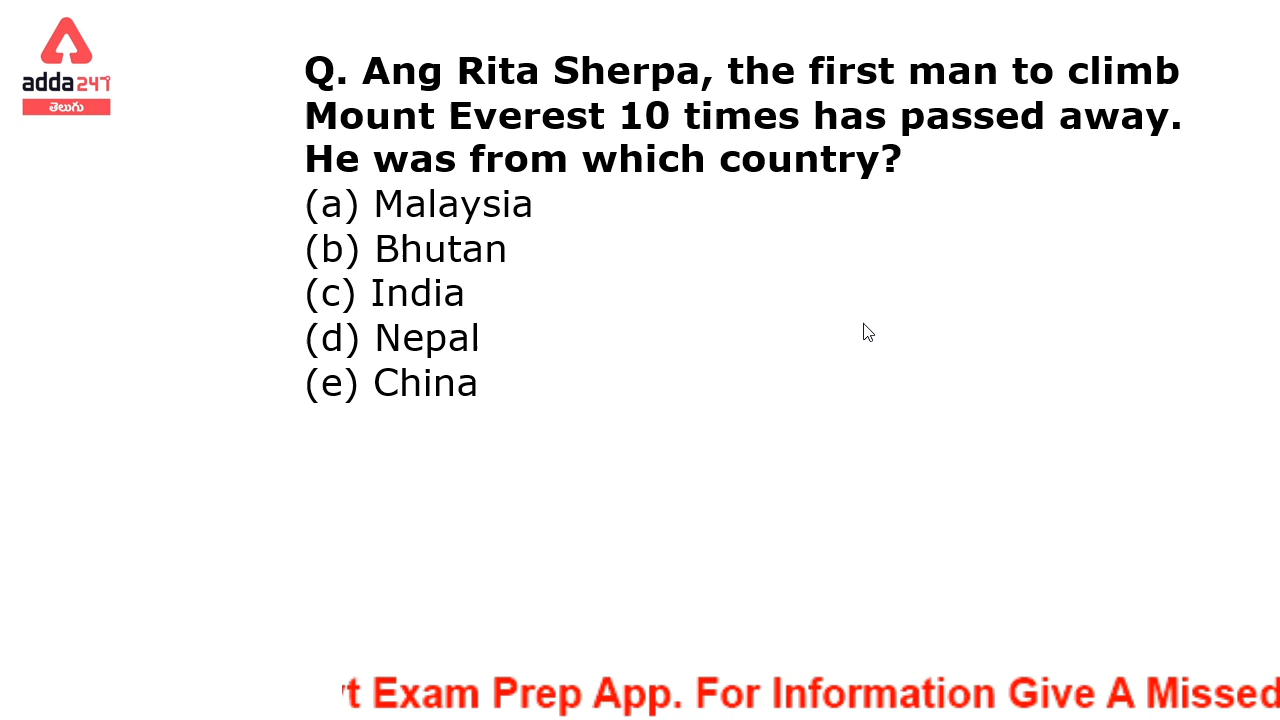 adda247
తెలుగు
Q. Ang Rita Sherpa, the first man to climb
Mount Everest 10 times has passed away.
He was from which country?
(a) Malaysia
(b) Bhutan
(c) India
(d) Nepal
(e) China
t Exam Prep App. For Information Give A Missed